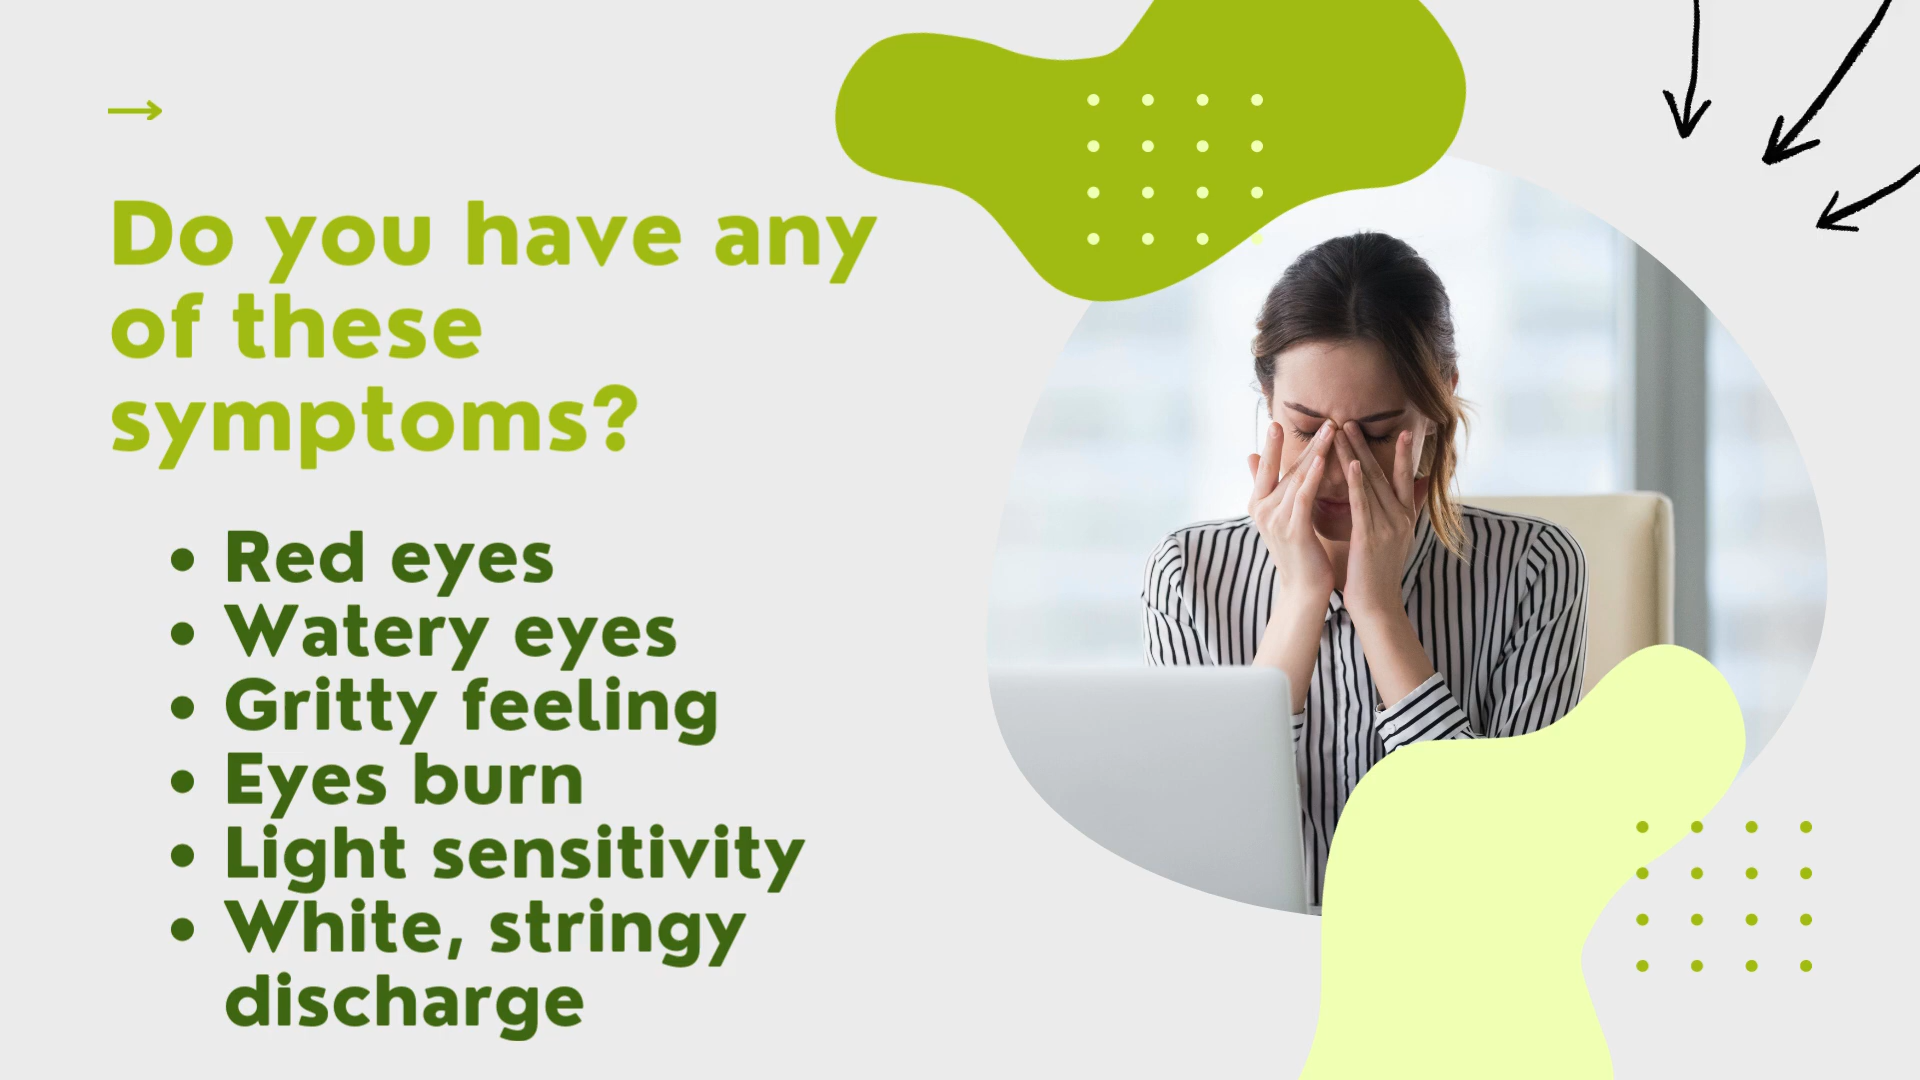 Do you have any
of these
symptoms?
• Red eyes
• Watery eyes
• Gritty feeling
• Eyes burn
• Light sensitivity
• White, stringy
discharge